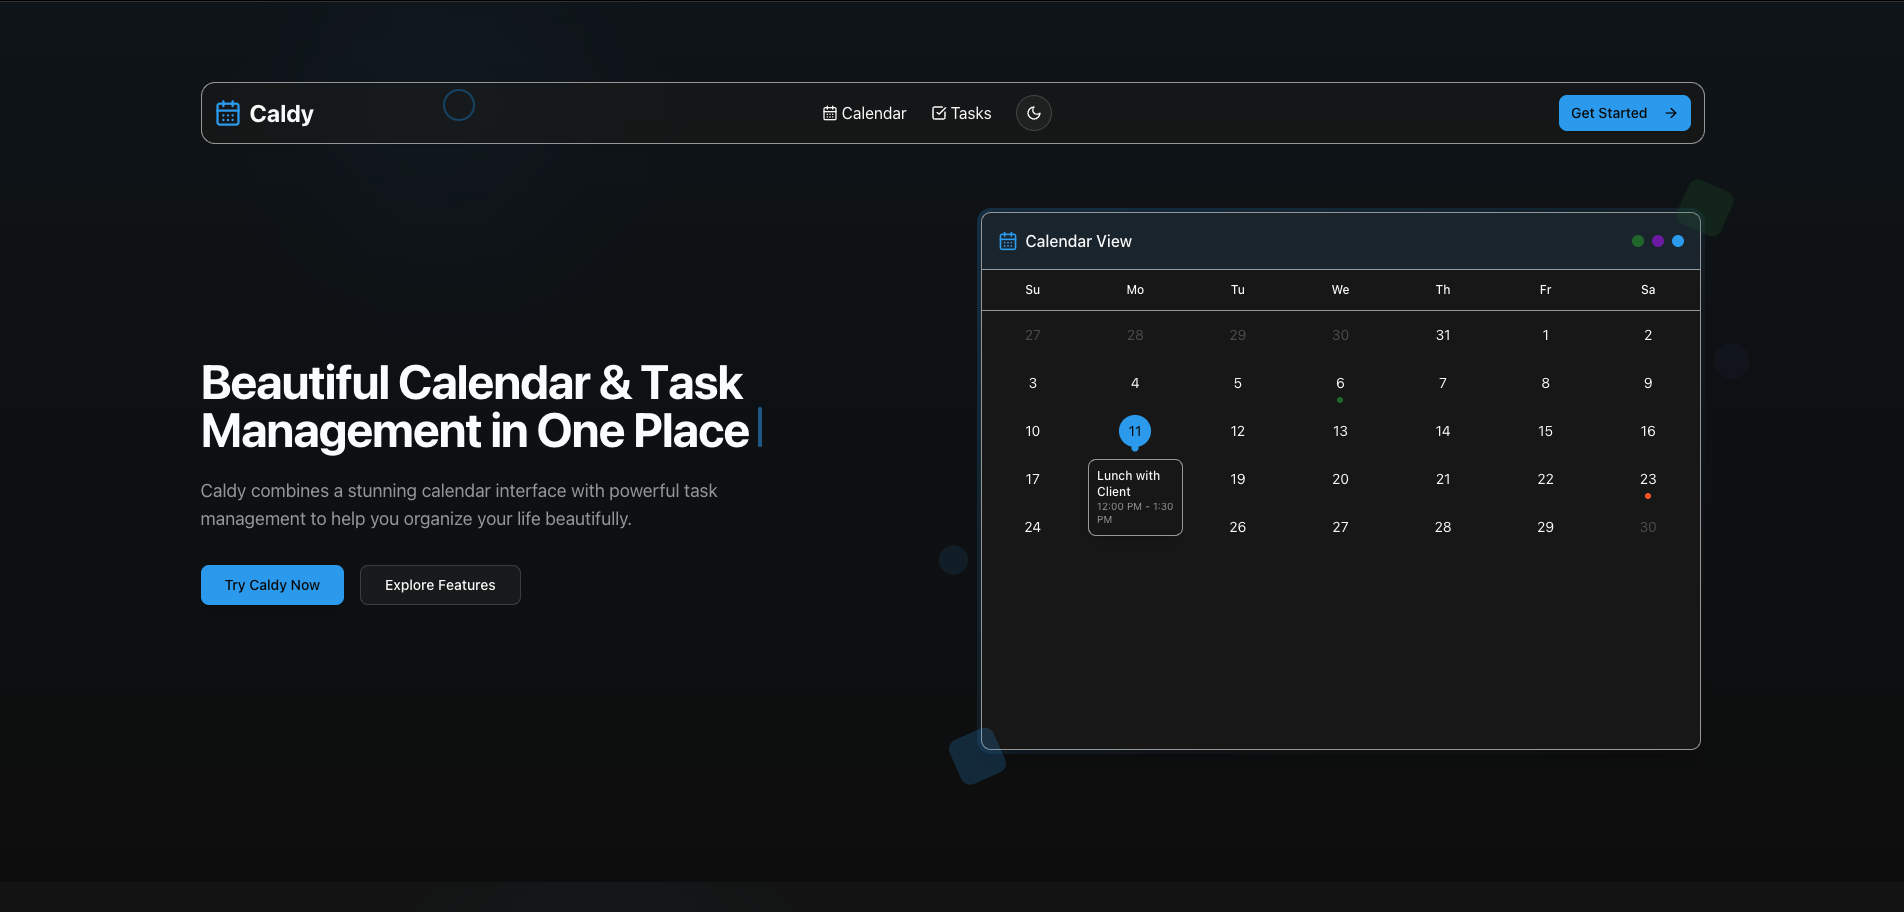 Caldy
Calendar
Tasks
Get Started
Beautiful Calendar & Task
Management in One Place
Caldy combines a stunning calendar interface with powerful task
management to help you organize your life beautifully.
Try Caldy Now
Explore Features
Calendar View
Su Mo Tu We Th Fr Sa
27 28 29 30 31 1 2
3 4 5 6 7 8 9
10 11 12 13 14 15 16
17 19 20 21 22 23
Lunch with
Client
12:00 PM - 1:30
PM
24 26 27 28 29 30